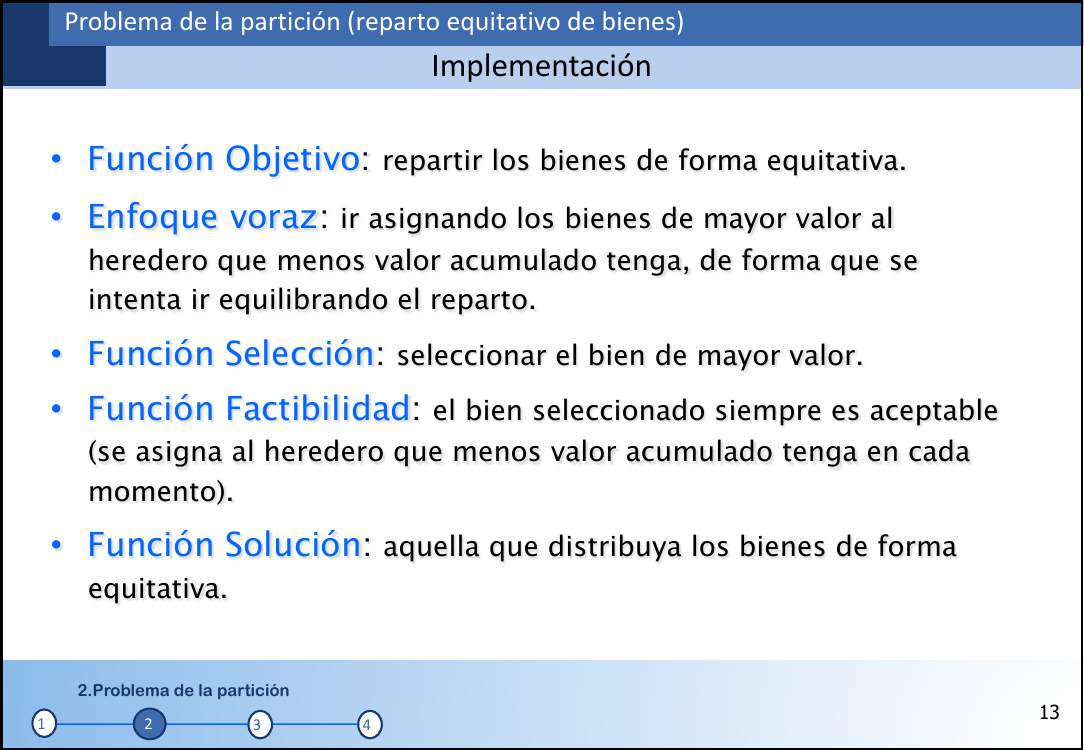 Problema de la partición (reparto equitativo de bienes)
Implementación
• Función Objetivo: repartir los bienes de forma equitativa.
• Enfoque voraz: ir asignando los bienes de mayor valor al
heredero que menos valor acumulado tenga, de forma que se
intenta ir equilibrando el reparto.
• Función Selección: seleccionar el bien de mayor valor.
• Función Factibilidad: el bien seleccionado siempre es aceptable
(se asigna al heredero que menos valor acumulado tenga en cada
momento).
• Función Solución: aquella que distribuya los bienes de forma
equitativa.
2.Problema de la partición
1 2 3 4
13